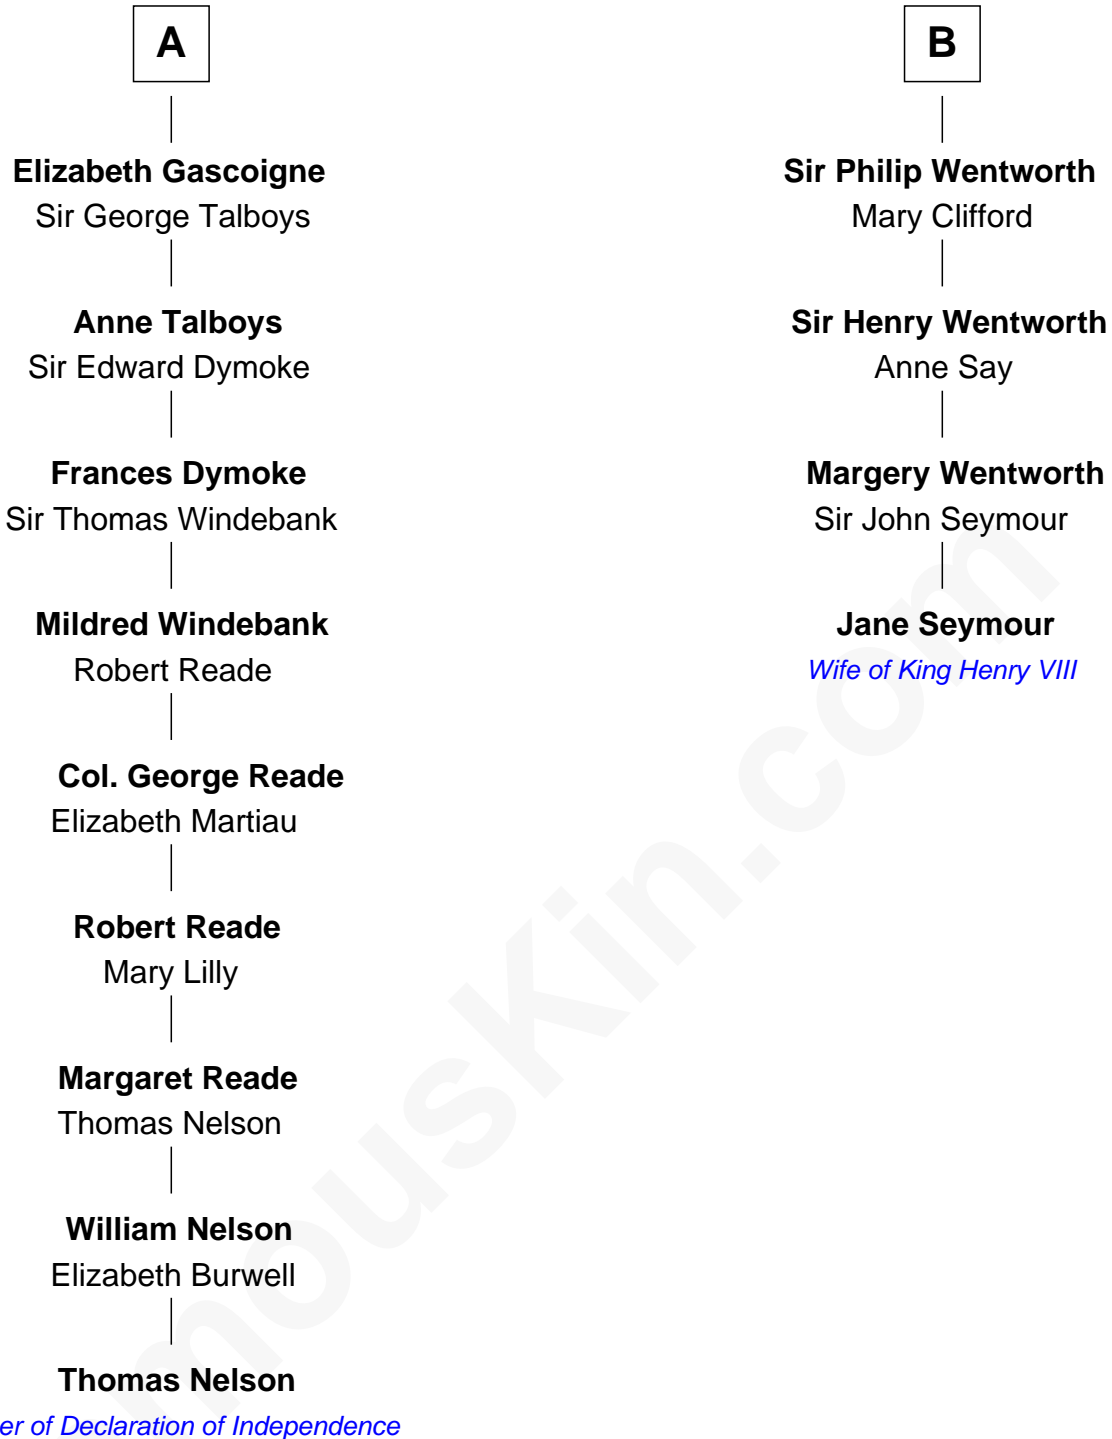 A
Elizabeth Gascoigne
Sir George Talboys
Anne Talboys
Sir Edward Dymoke
Frances Dymoke
Sir Thomas Windebank
Mildred Windebank
Robert Reade
Col. George Reade
Elizabeth Martiau
Robert Reade
Mary Lilly
Margaret Reade
Thomas Nelson
William Nelson
Elizabeth Burwell
Thomas Nelson
er of Declaration of Independence
B
Sir Philip Wentworth
Mary Clifford
Sir Henry Wentworth
Anne Say
Margery Wentworth
Sir John Seymour
Jane Seymour
Wife of King Henry VIII
mouskin.com